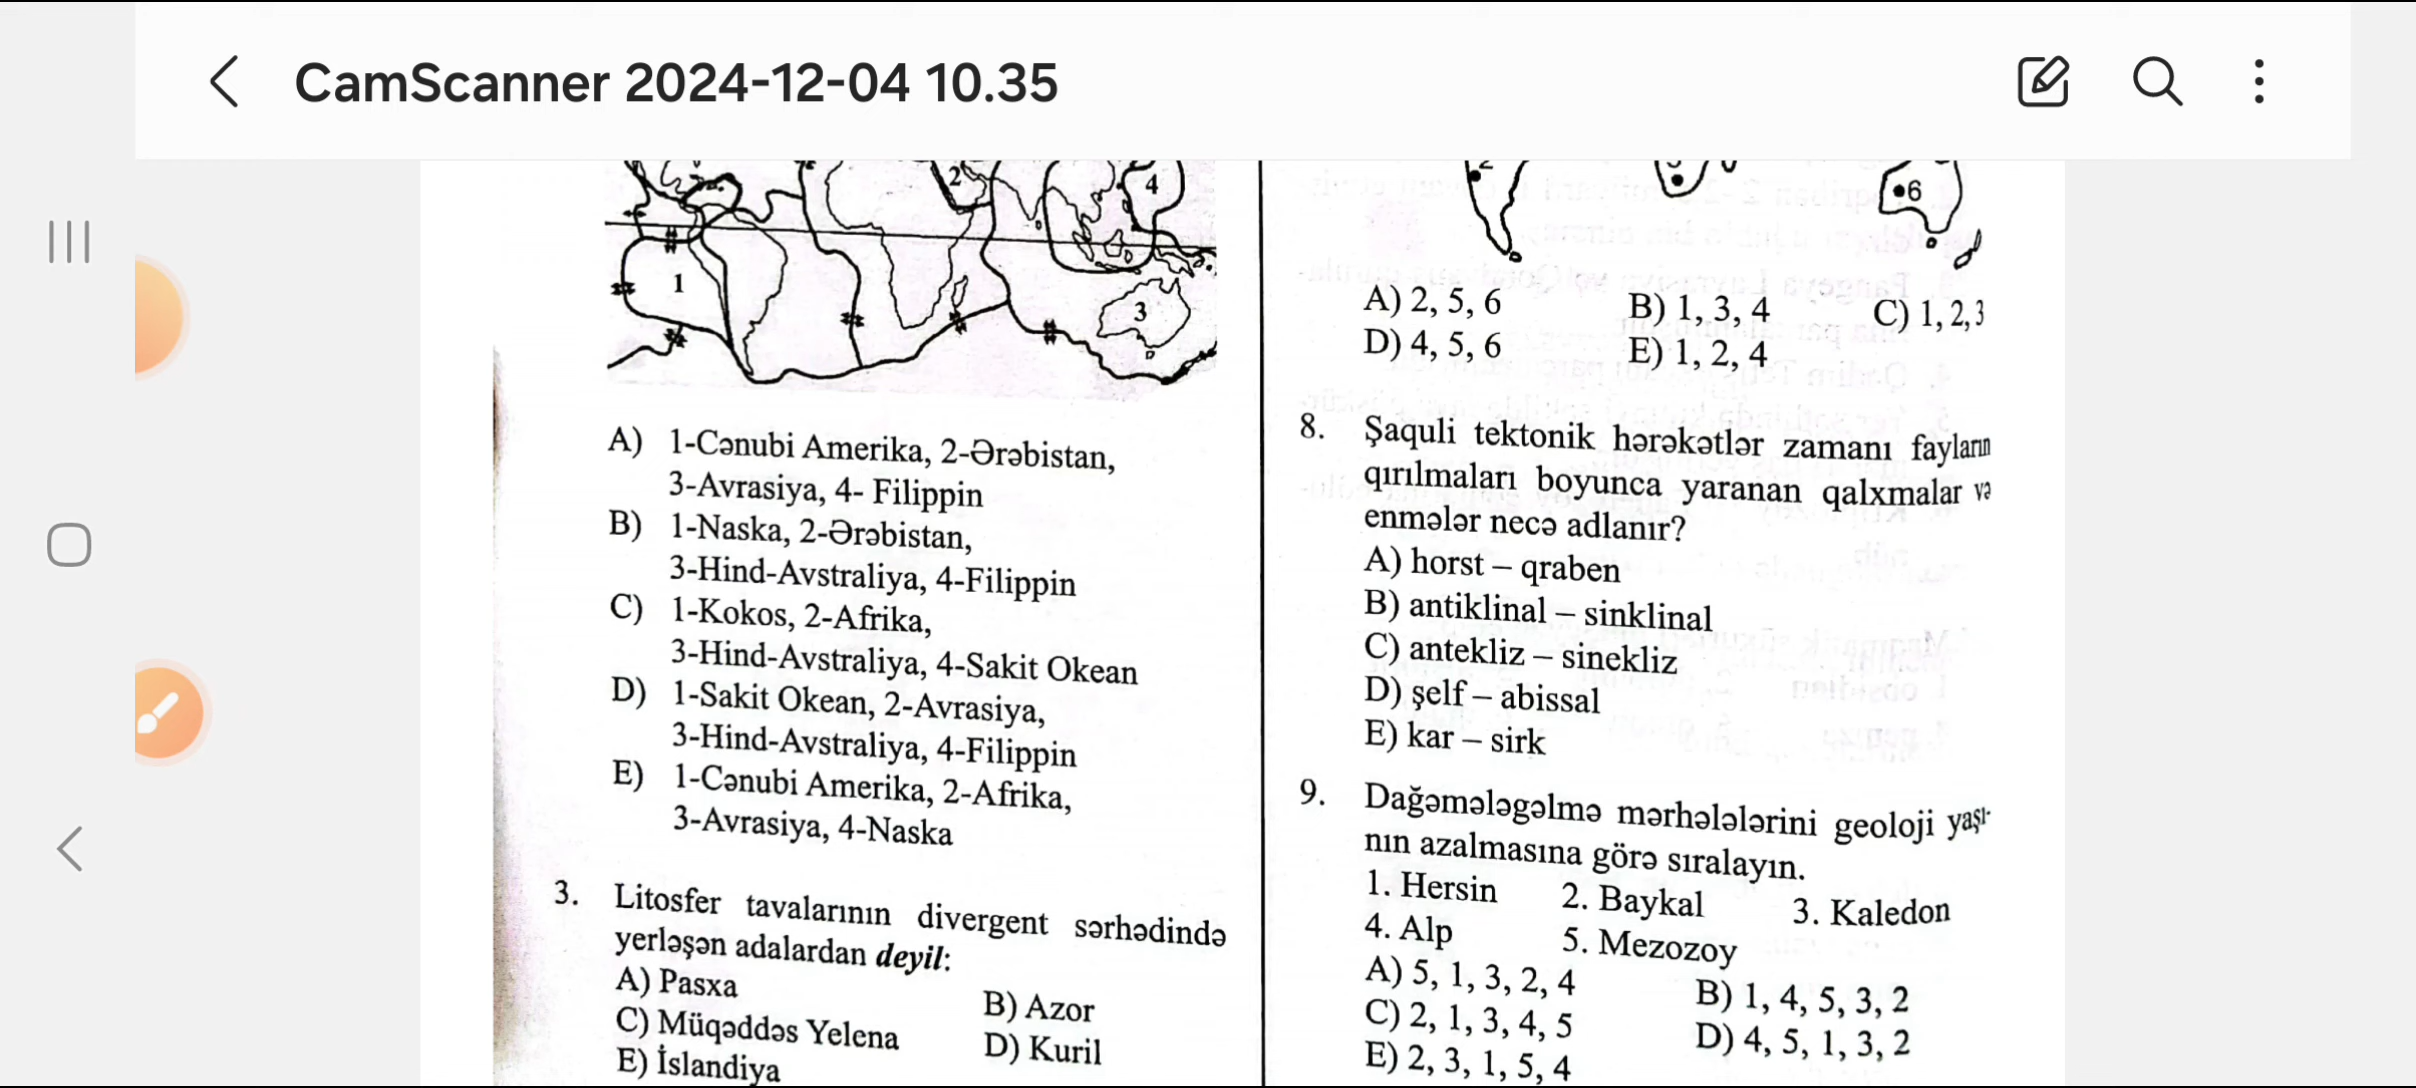 CamScanner 2024-12-04 10.35
2
4
1
3
A) 1-Cənubi Amerika, 2-Ərəbistan,
3-Avrasiya, 4- Filippin
B) 1-Naska, 2-Ərəbistan,
3-Hind-Avstraliya, 4-Filippin
C) 1-Kokos, 2-Afrika,
3-Hind-Avstraliya, 4-Sakit Okean
D) 1-Sakit Okean, 2-Avrasiya,
3-Hind-Avstraliya, 4-Filippin
E) 1-Cənubi Amerika, 2-Afrika,
3-Avrasiya, 4-Naska
3. Litosfer tavalarının divergent sərhədində
yerləşən adalardan deyil:
A) Pasxa
B) Azor
C) Müqəddəs Yelena
D) Kuril
E) İslandiya
6
A) 2, 5, 6 B) 1, 3, 4 C) 1, 2, 3
D) 4, 5, 6 E) 1, 2, 4
8. Şaquli tektonik hərəkətlər zamanı fayların
qırılmaları boyunca yaranan qalxmalar və
enmələr necə adlanır?
A) horst – qraben
B) antiklinal – sinklinal
C) antekliz – sinekliz
D) şelf – abissal
E) kar – sirk
9. Dağəmələgəlmə mərhələlərini geoloji yaşı-
nın azalmasına görə sıralayın.
1. Hersin 2. Baykal 3. Kaledon
4. Alp 5. Mezozoy
A) 5, 1, 3, 2, 4 B) 1, 4, 5, 3, 2
C) 2, 1, 3, 4, 5 D) 4, 5, 1, 3, 2
E) 2, 3, 1, 5, 4